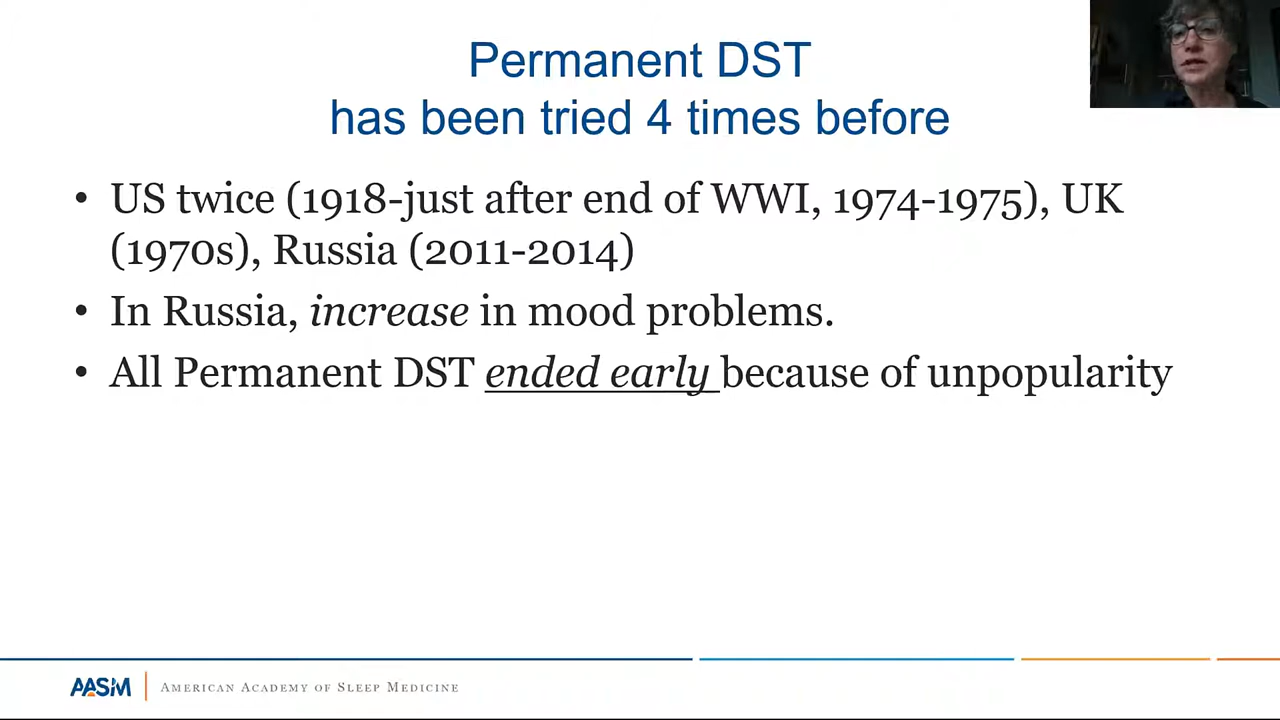 Permanent DST
has been tried 4 times before
• US twice (1918-just after end of WWI, 1974-1975), UK
(1970s), Russia (2011-2014)
• In Russia, increase in mood problems.
• All Permanent DST ended early because of unpopularity
AASM
AMERICAN ACADEMY OF SLEEP MEDICINE